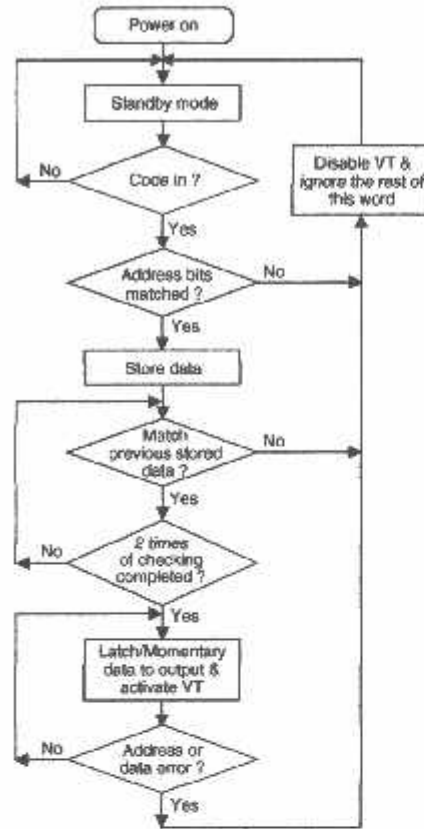 Power on
Standby mode
No
Code in ?
Disable VT &
ignore the rest of
this word
Yes
Address bits
matched ?
No
Yes
Store data
Match
previous stored
data ?
No
Yes
No
2 times
of checking
completed ?
Yes
Latch/Momentary
data to output &
activate VT
No
Address or
data error ?
Yes